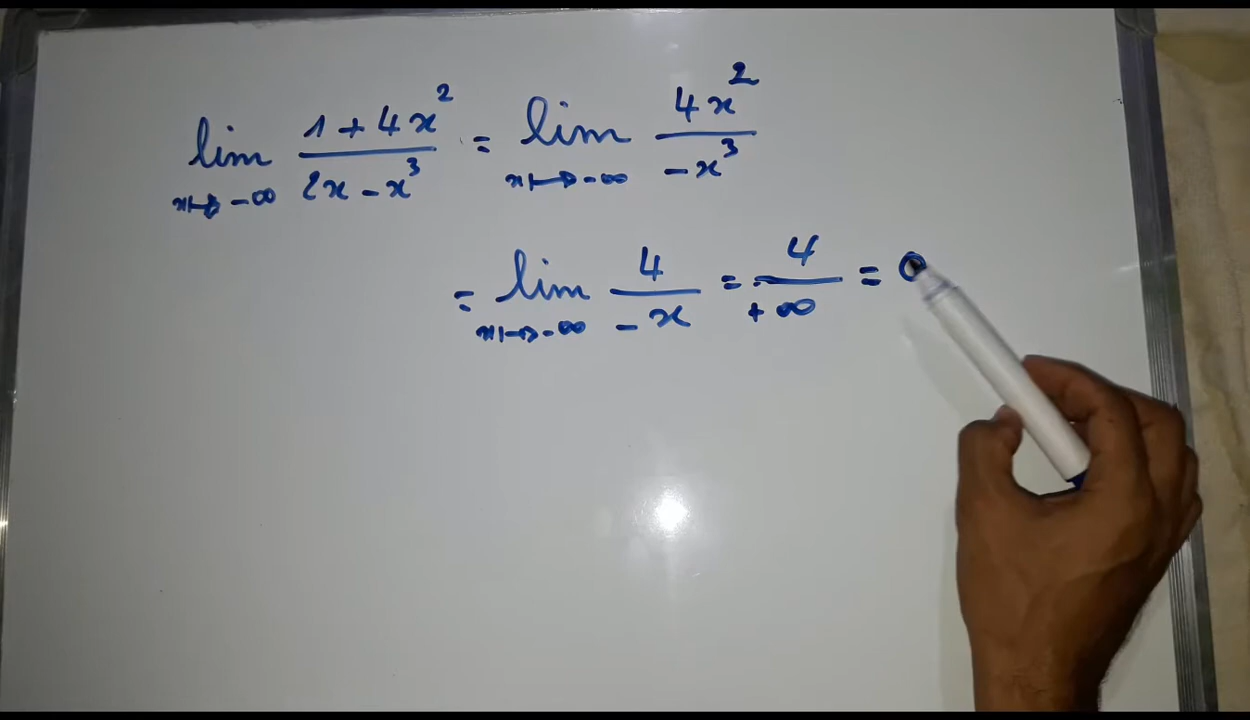 lim x↦-∞ (1+4x²)/(2x-x³) = lim x↦-∞ 4x²/-x³
= lim x↦-∞ 4/-x = 4/+∞ = 0